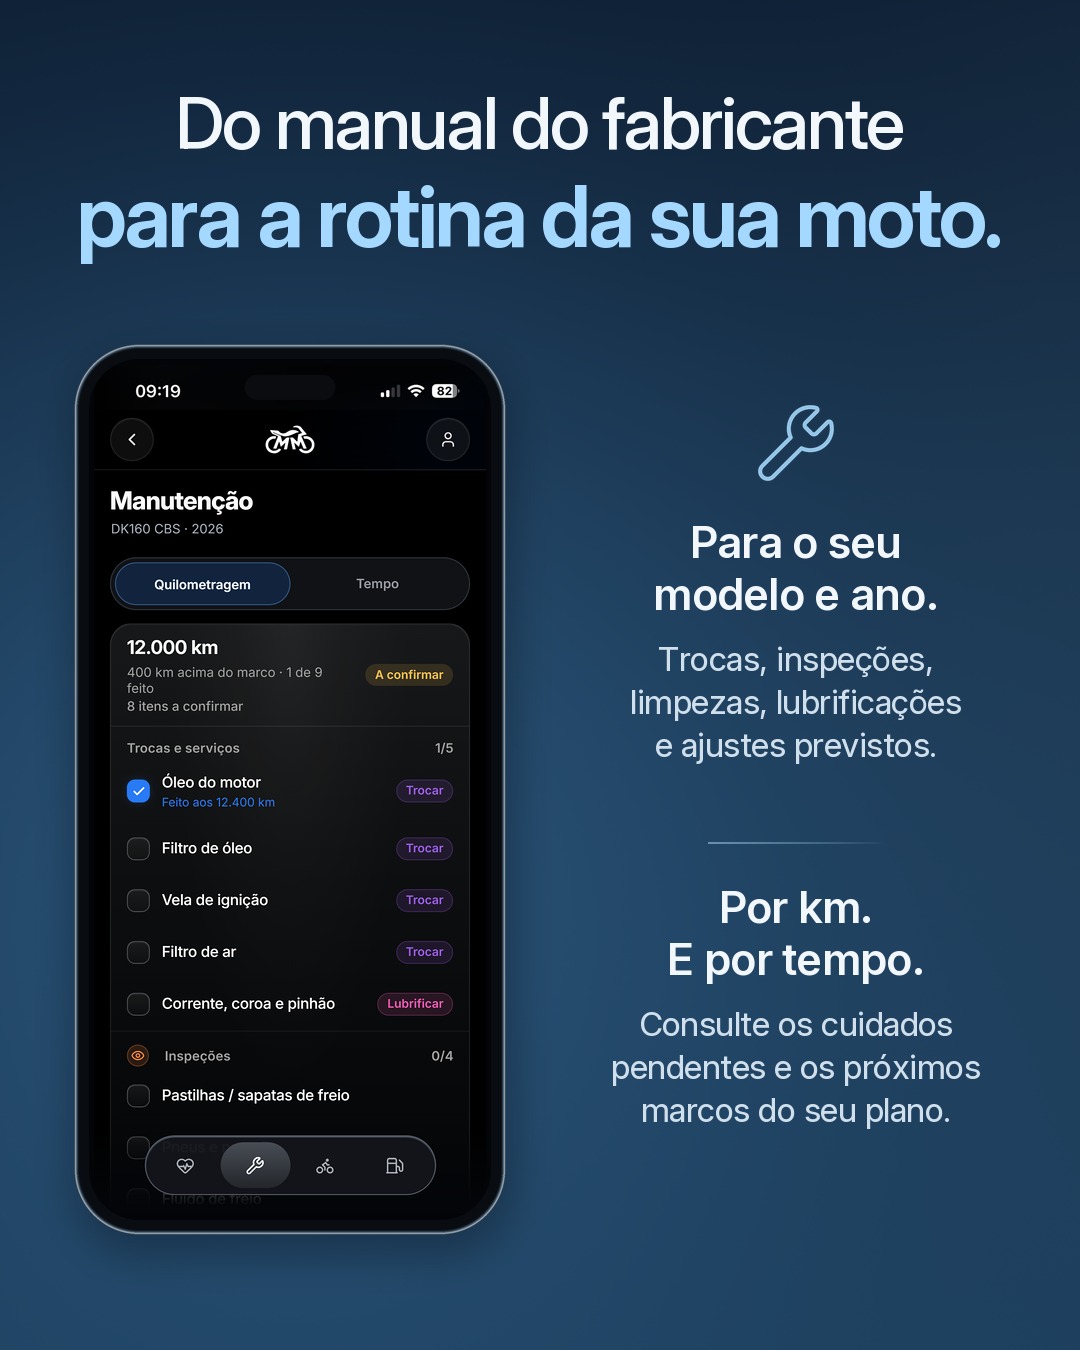 Do manual do fabricante
para a rotina da sua moto.
09:19
82
MM
Manutenção
DK160 CBS · 2026
Quilometragem
Tempo
12.000 km
400 km acima do marco · 1 de 9
feito
8 itens a confirmar
A confirmar
Trocas e serviços
1/5
Óleo do motor
Feito aos 12.400 km
Trocar
Filtro de óleo
Trocar
Vela de ignição
Trocar
Filtro de ar
Trocar
Corrente, coroa e pinhão
Lubrificar
Inspeções
0/4
Pastilhas / sapatas de freio
Fluido de freio
Para o seu
modelo e ano.
Trocas, inspeções,
limpezas, lubrificações
e ajustes previstos.
Por km.
E por tempo.
Consulte os cuidados
pendentes e os próximos
marcos do seu plano.